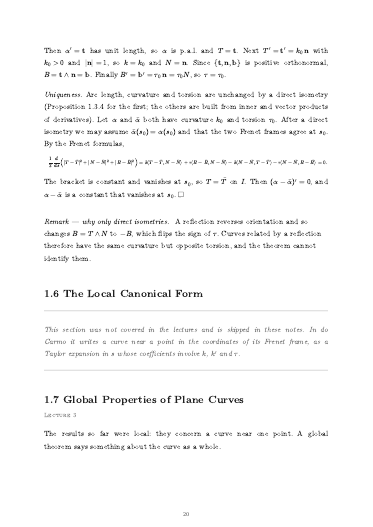 Then α′ = t has unit length, so α is p.a.l. and T = t. Next T′ = t′ = k₀n with
k₀ > 0 and |n| = 1, so k = k₀ and N = n. Since {t, n, b} is positive orthonormal,
B = t ∧ n = b. Finally B′ = b′ = τ₀n = τ₀N, so τ = τ₀.
Uniqueness. Arc length, curvature and torsion are unchanged by a direct isometry
(Proposition 1.3.4 for the first; the others are built from inner and vector products
of derivatives). Let α and ᾱ both have curvature k₀ and torsion τ₀. After a direct
isometry we may assume ᾱ(s₀) = α(s₀) and that the two Frenet frames agree at s₀.
By the Frenet formulas,
The bracket is constant and vanishes at s₀, so T = T̄ on I. Then (α − ᾱ)′ = 0, and
α − ᾱ is a constant that vanishes at s₀. □
Remark — why only direct isometries. A reflection reverses orientation and so
changes B = T ∧ N to −B, which flips the sign of τ. Curves related by a reflection
therefore have the same curvature but opposite torsion, and the theorem cannot
identify them.
1.6 The Local Canonical Form
This section was not covered in the lectures and is skipped in these notes. In do
Carmo it writes a curve near a point in the coordinates of its Frenet frame, as a
Taylor expansion in s whose coefficients involve k, k′ and τ.
1.7 Global Properties of Plane Curves
Lecture 3
The results so far were local: they concern a curve near one point. A global
theorem says something about the curve as a whole.
20